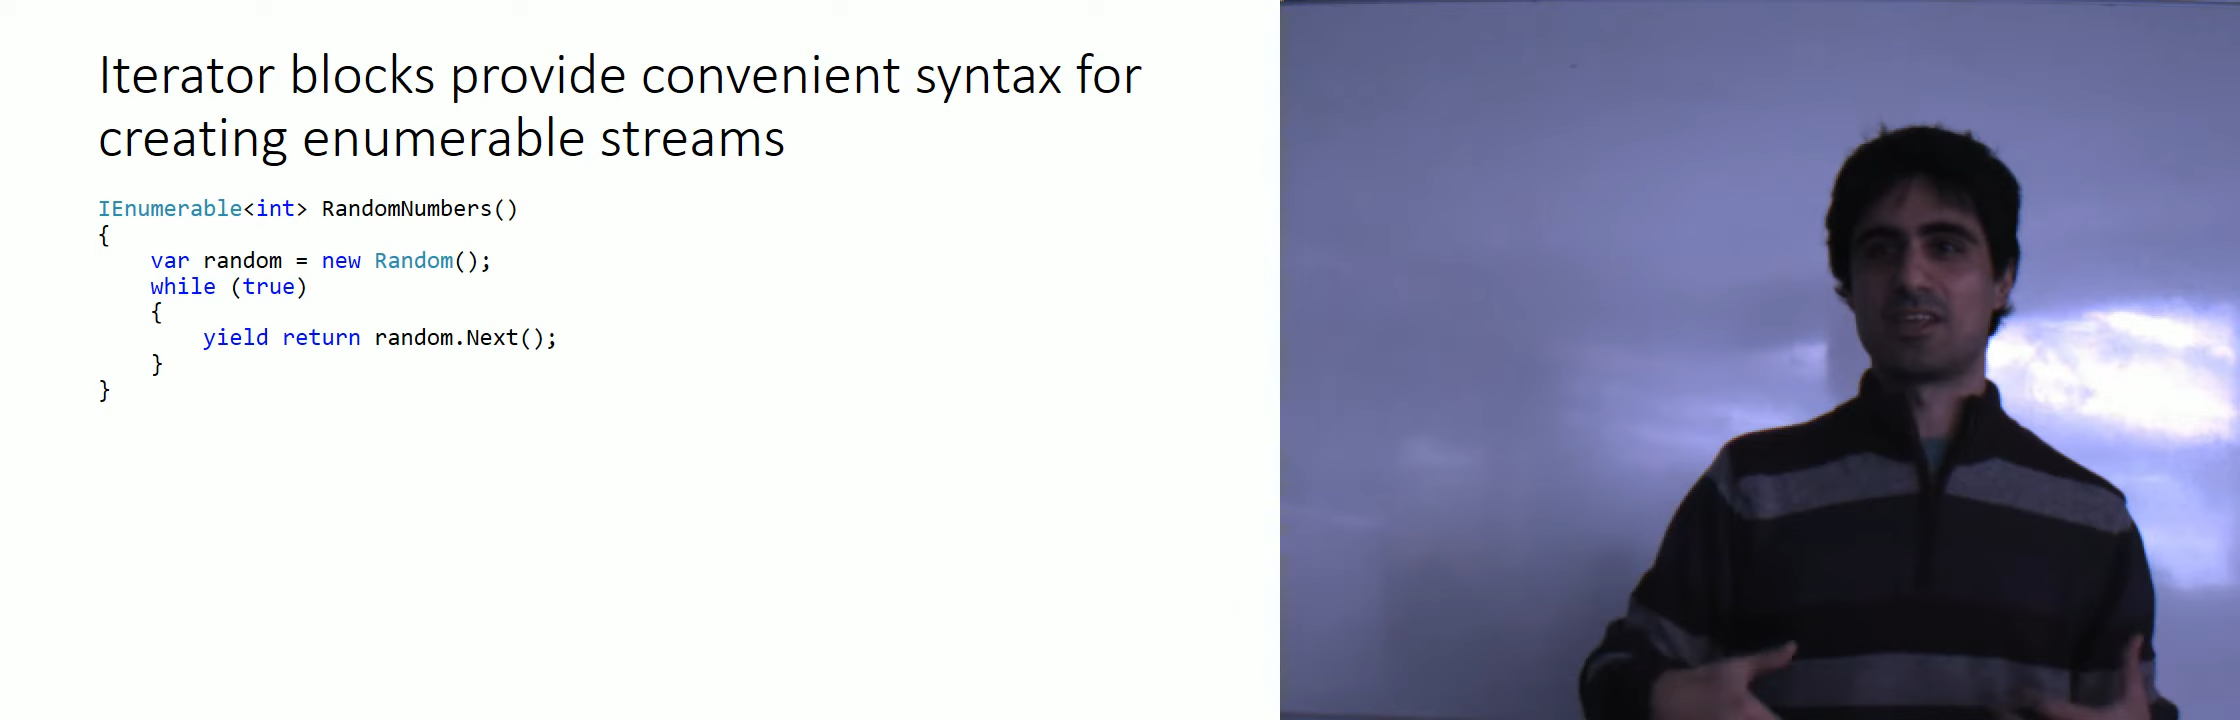 Iterator blocks provide convenient syntax for
creating enumerable streams
IEnumerable<int> RandomNumbers()
{
    var random = new Random();
    while (true)
    {
        yield return random.Next();
    }
}